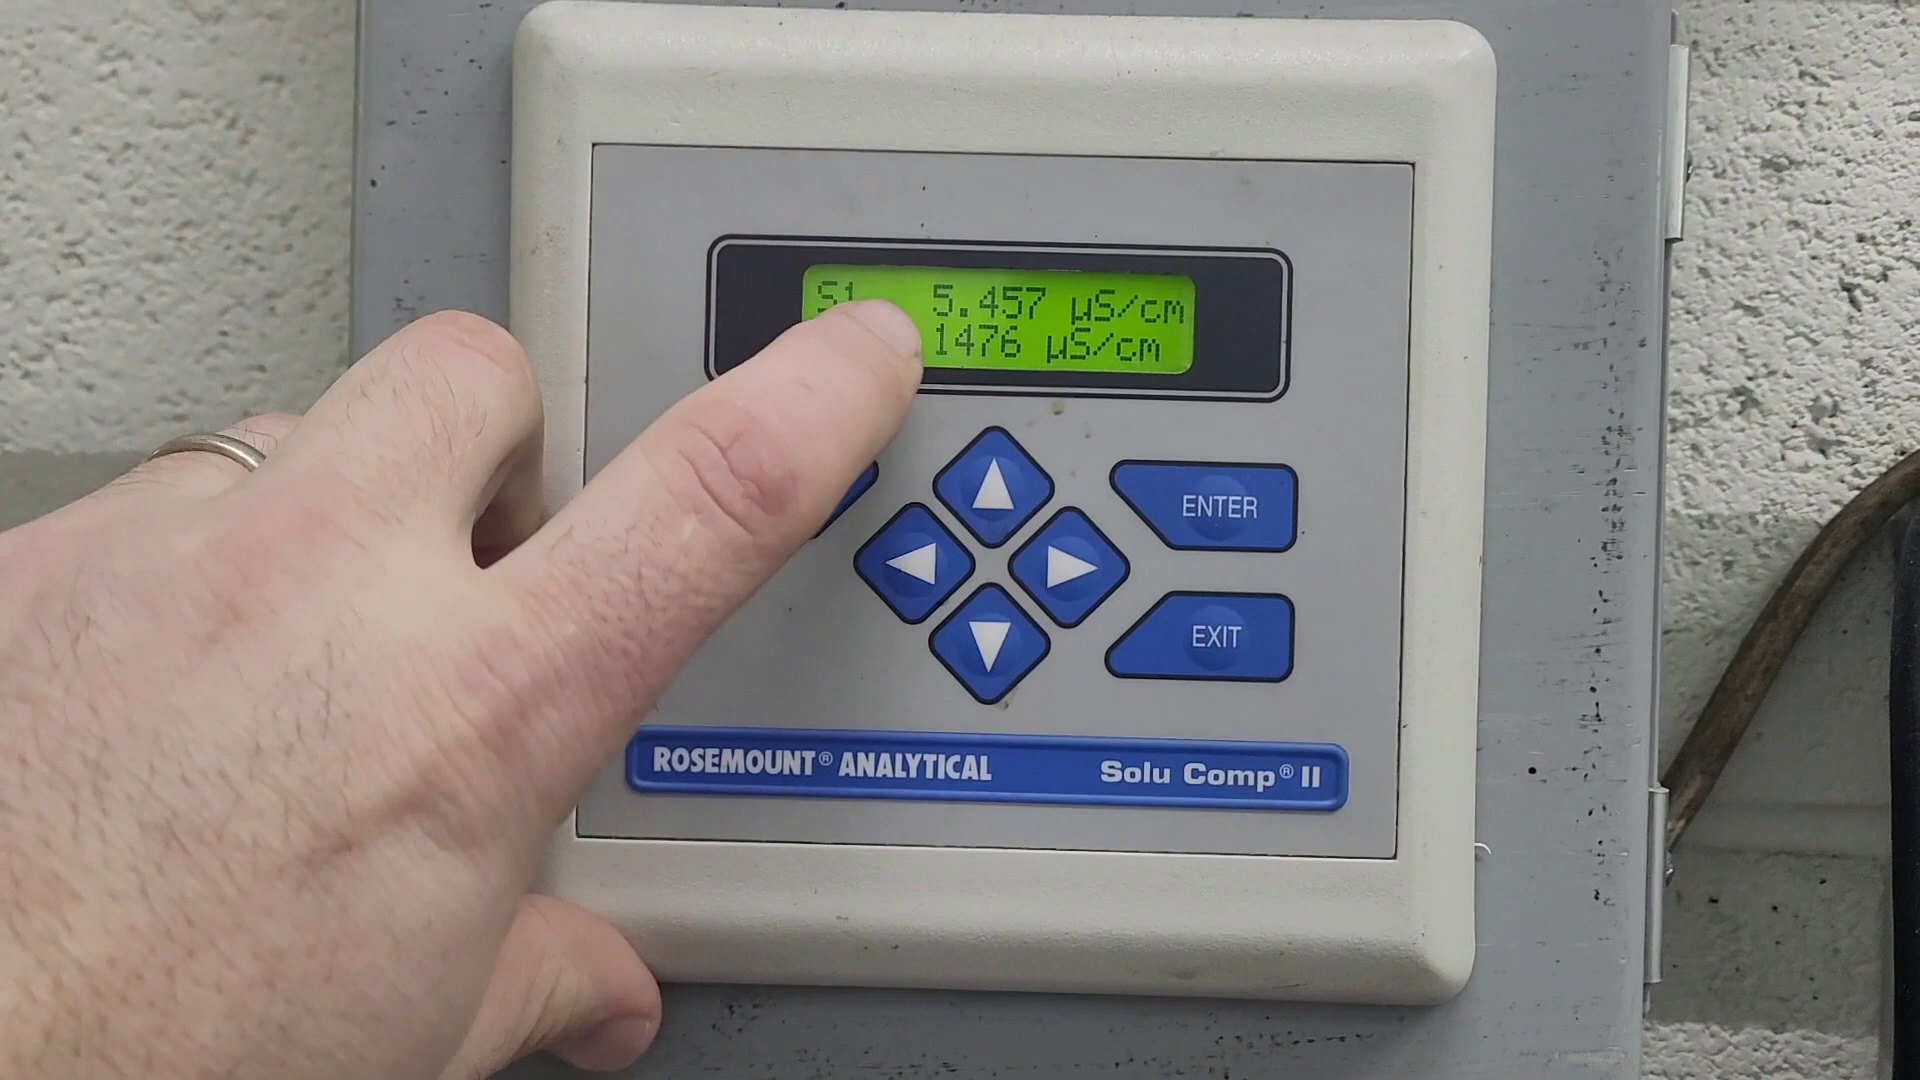 S1 5.457 µS/cm
1476 µS/cm
ENTER
EXIT
ROSEMOUNT® ANALYTICAL Solu Comp® II